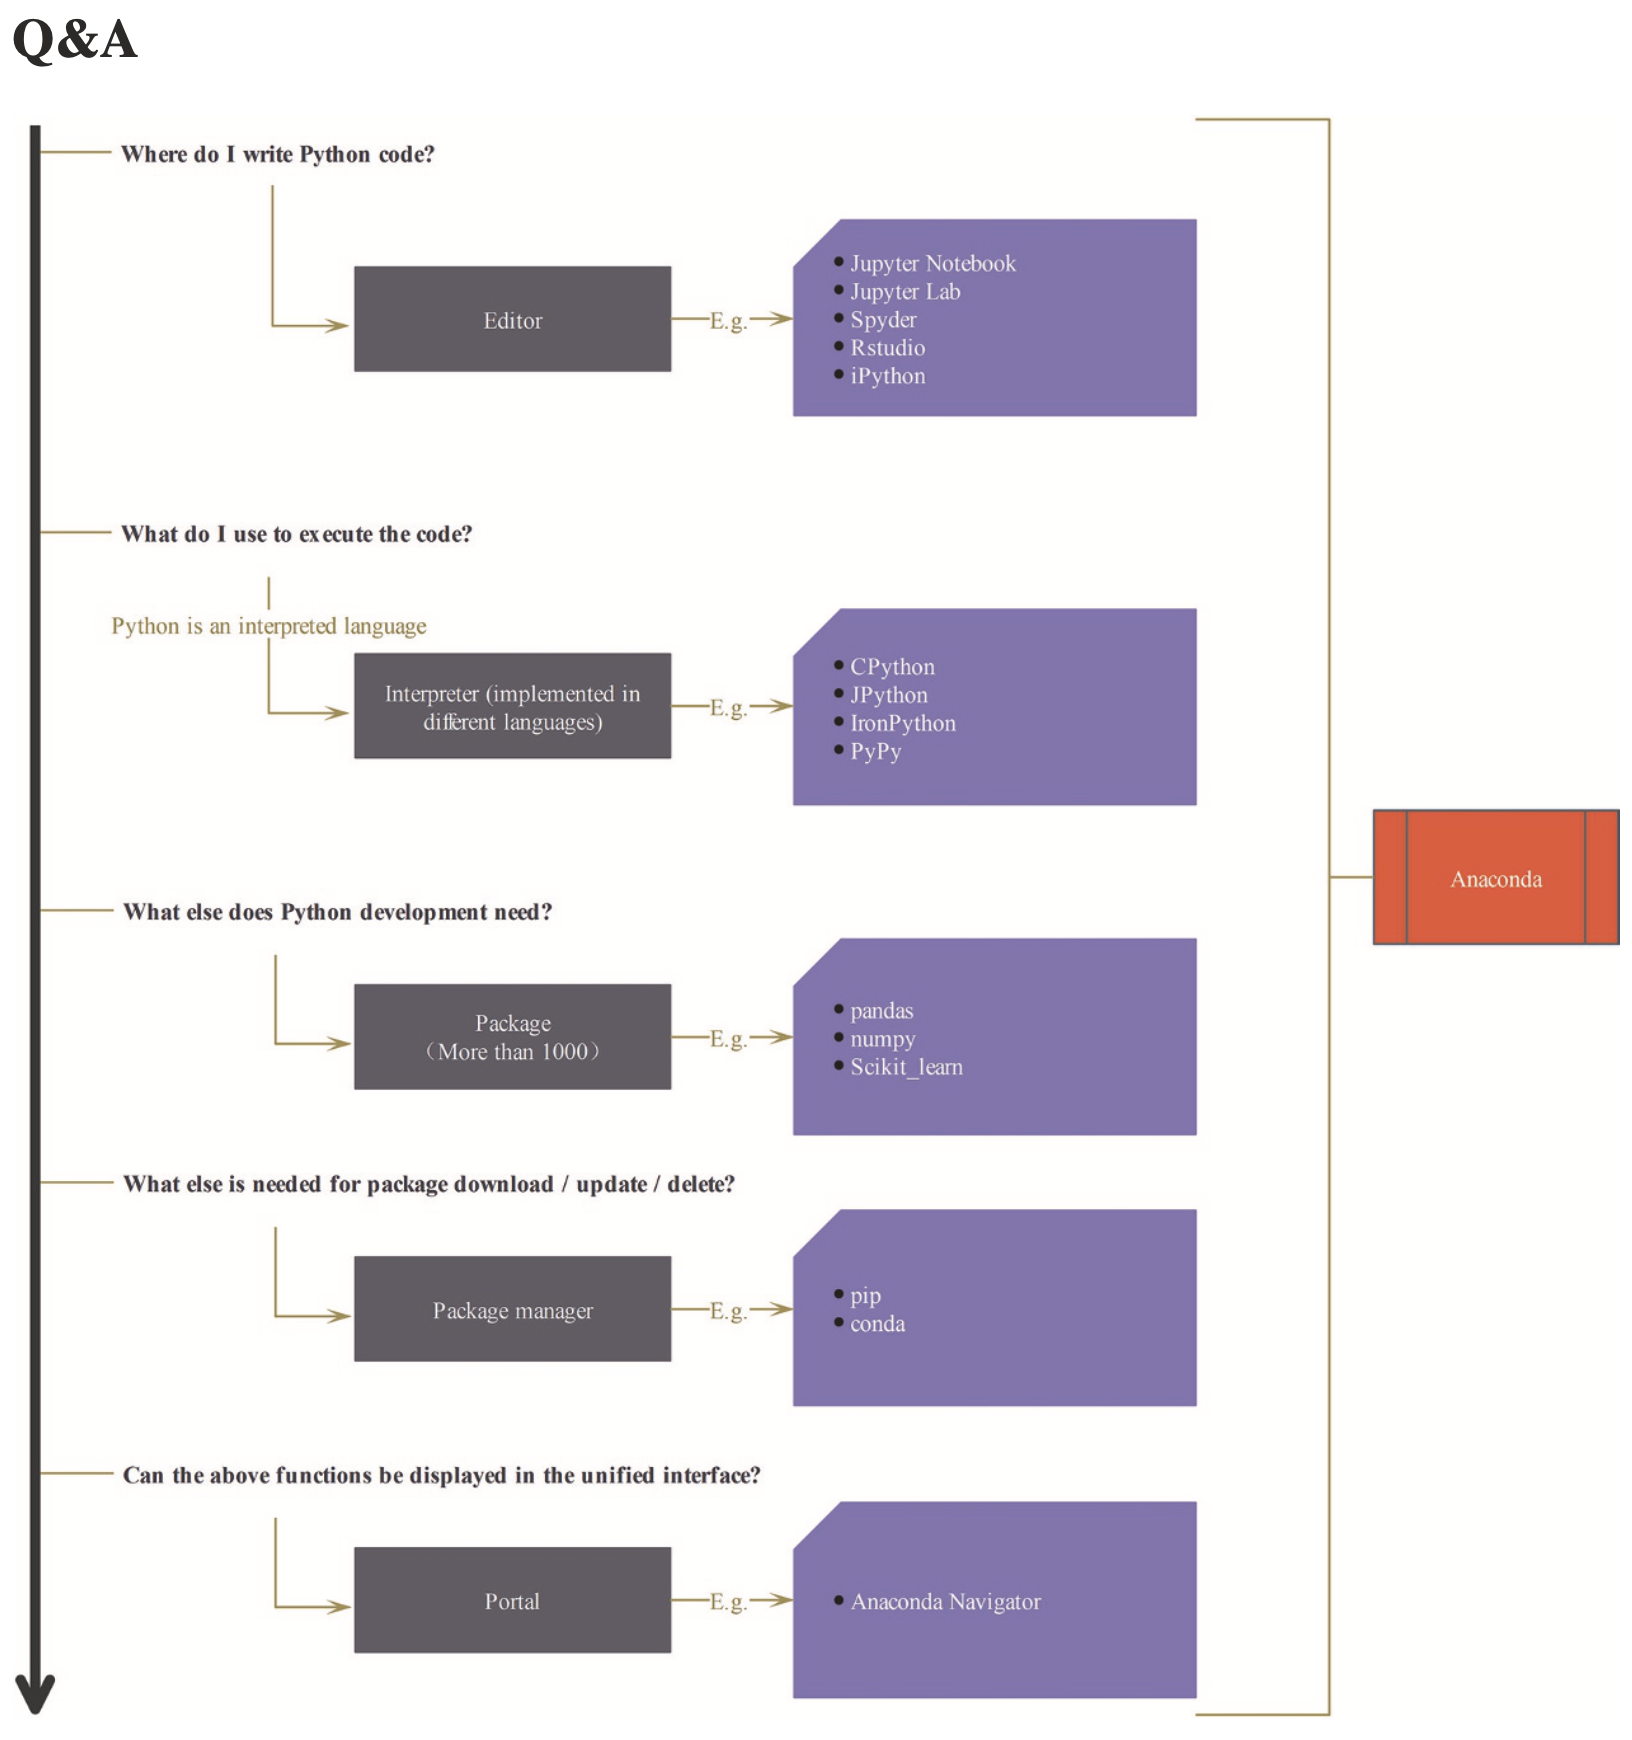 Q&A
Where do I write Python code?
Editor
E.g.
Jupyter Notebook
Jupyter Lab
Spyder
Rstudio
iPython
What do I use to execute the code?
Python is an interpreted language
Interpreter (implemented in
different languages)
E.g.
CPython
JPython
IronPython
PyPy
Anaconda
What else does Python development need?
Package
（More than 1000）
E.g.
pandas
numpy
Scikit_learn
What else is needed for package download / update / delete?
Package manager
E.g.
pip
conda
Can the above functions be displayed in the unified interface?
Portal
E.g.
Anaconda Navigator